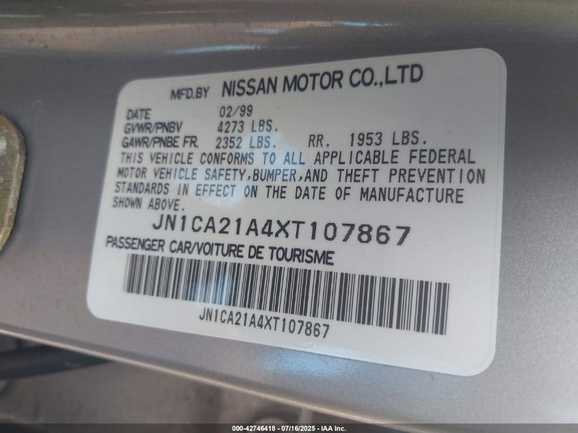 MFD.BY NISSAN MOTOR CO.,LTD
DATE 02/99
GVWR/PNBV 4273 LBS.
GAWR/PNBE FR. 2352 LBS. RR. 1953 LBS.
THIS VEHICLE CONFORMS TO ALL APPLICABLE FEDERAL
MOTOR VEHICLE SAFETY,BUMPER,AND THEFT PREVENTION
STANDARDS IN EFFECT ON THE DATE OF MANUFACTURE
SHOWN ABOVE.
JN1CA21A4XT107867
PASSENGER CAR/VOITURE DE TOURISME
JN1CA21A4XT107867
000-42746418 - 07/16/2025 - IAA Inc.